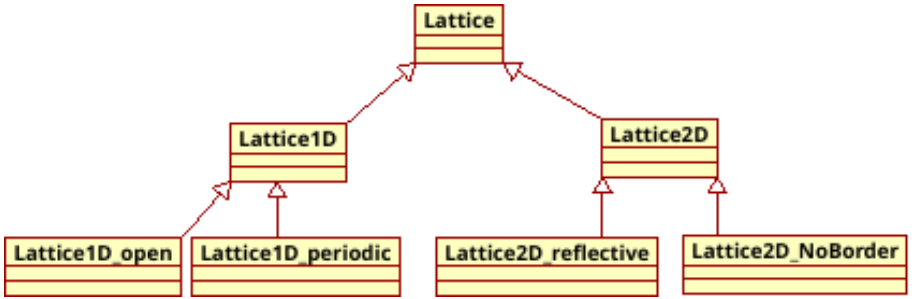 Lattice
Lattice1D
Lattice2D
Lattice1D_open
Lattice1D_periodic
Lattice2D_reflective
Lattice2D_NoBorder